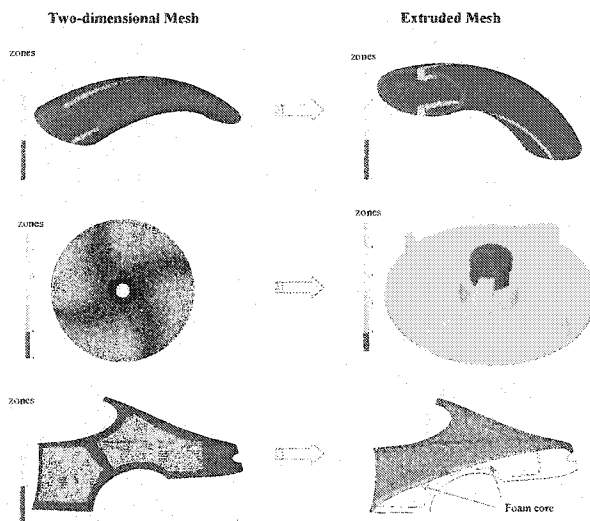 Two-dimensional Mesh
Extruded Mesh
zones
zones
zones
zones
zones
Foam core